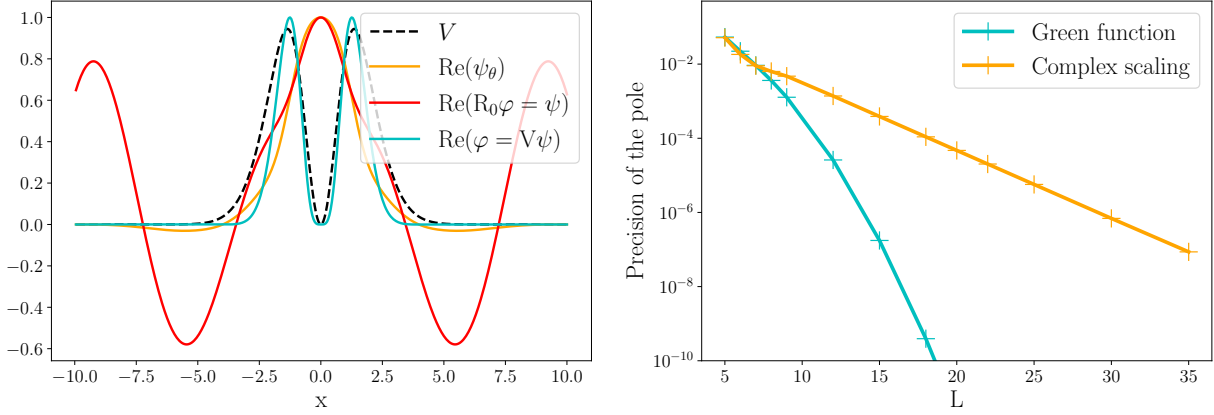 1.0
0.8
0.6
0.4
0.2
0.0
−0.2
−0.4
−0.6
−10.0 −7.5 −5.0 −2.5 0.0 2.5 5.0 7.5 10.0
x
V
Re(ψ_θ)
Re(R₀φ = ψ)
Re(φ = Vψ)
Precision of the pole
10⁻²
10⁻⁴
10⁻⁶
10⁻⁸
10⁻¹⁰
5 10 15 20 25 30 35
L
Green function
Complex scaling